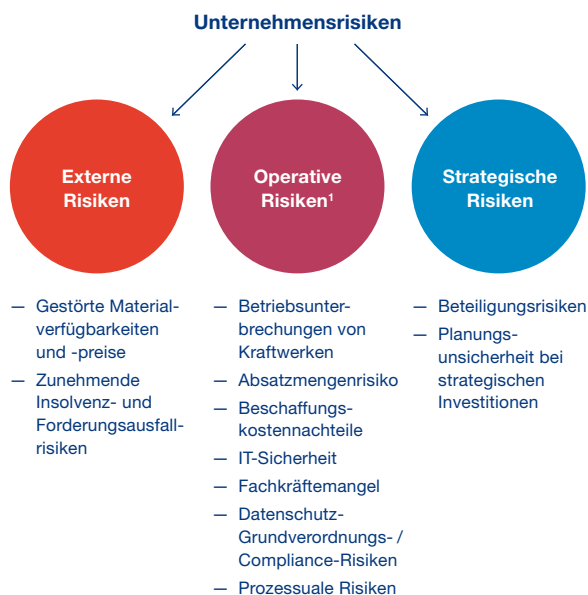 Unternehmensrisiken
Externe
Risiken
— Gestörte Material-
verfügbarkeiten
und -preise
— Zunehmende
Insolvenz- und
Forderungsausfall-
risiken
Operative
Risiken¹
— Betriebsunter-
brechungen von
Kraftwerken
— Absatzmengenrisiko
— Beschaffungs-
kostennachteile
— IT-Sicherheit
— Fachkräftemangel
— Datenschutz-
Grundverordnungs- /
Compliance-Risiken
— Prozessuale Risiken
Strategische
Risiken
— Beteiligungsrisiken
— Planungs-
unsicherheit bei
strategischen
Investitionen